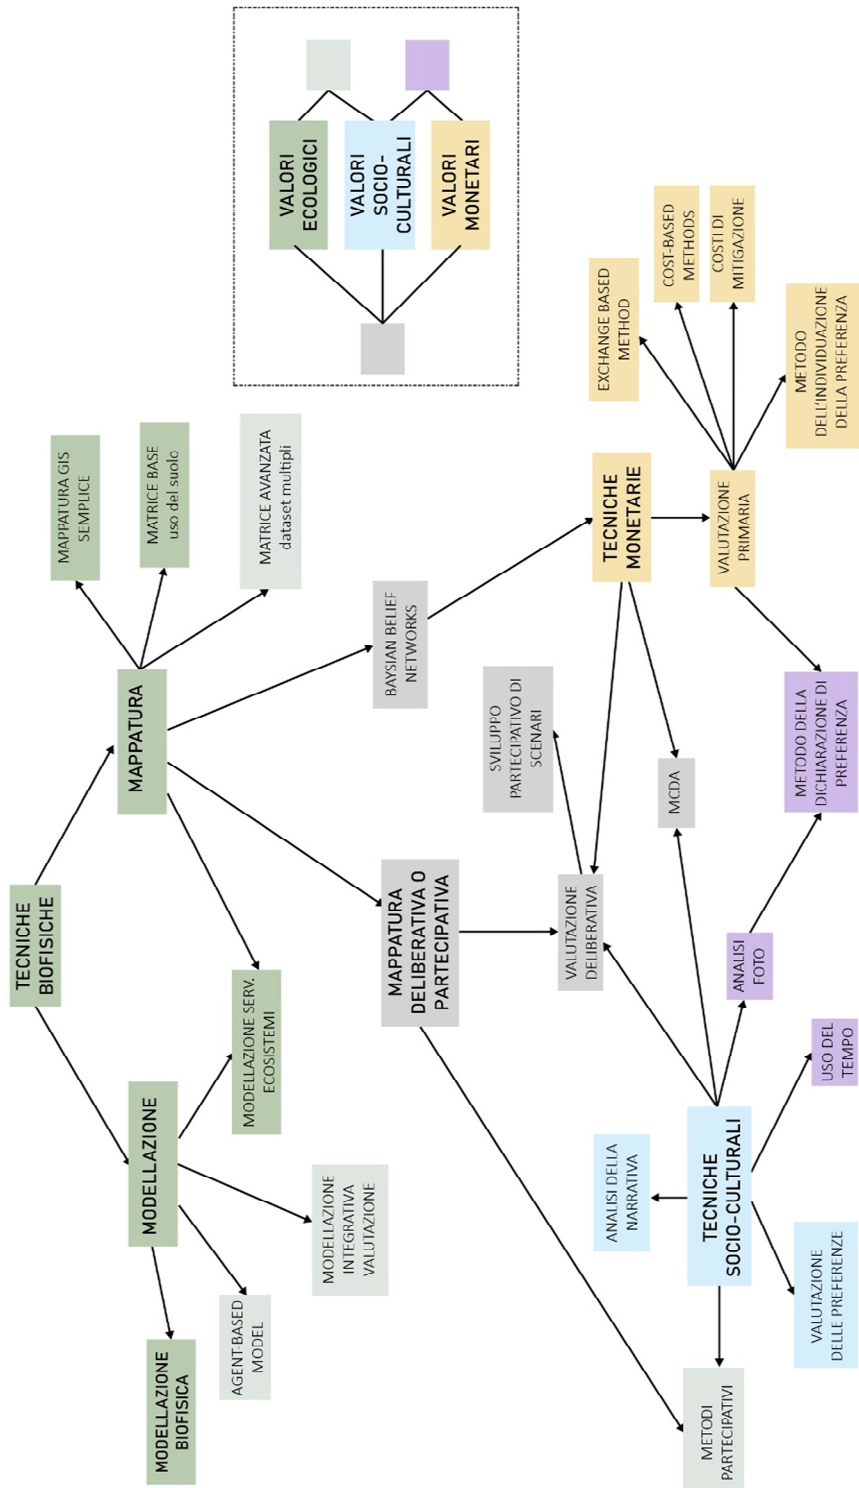 TECNICHE
BIOFISICHE
MAPPATURA GIS
SEMPLICE
MODELLAZIONE
MAPPATURA
MATRICE BASE
uso del suolo
MODELLAZIONE
BIOFISICA
AGENT-BASED
MODEL
MODELLAZIONE SERV.
ECOSISTEMI
MATRICE AVANZATA
dataset multipli
VALORI
ECOLOGICI
VALORI
SOCIO-
CULTURALI
VALORI
MONETARI
MODELLAZIONE
INTEGRATIVA
VALUTAZIONE
BAYSIAN BELIEF
NETWORKS
MAPPATURA
DELIBERATIVA O
PARTECIPATIVA
SVILUPPO
PARTECIPATIVO DI
SCENARI
VALUTAZIONE
DELIBERATIVA
TECNICHE
MONETARIE
EXCHANGE BASED
METHOD
COST-BASED
METHODS
COSTI DI
MITIGAZIONE
ANALISI DELLA
NARRATIVA
MCDA
METODI
PARTECIPATIVI
TECNICHE
SOCIO-CULTURALI
ANALISI
FOTO
VALUTAZIONE
PRIMARIA
VALUTAZIONE
DELLE PREFERENZE
USO DEL
TEMPO
METODO DELLA
DICHIARAZIONE DI
PREFERENZA
METODO
DELL'INDIVIDUAZIONE
DELLA PREFERENZA